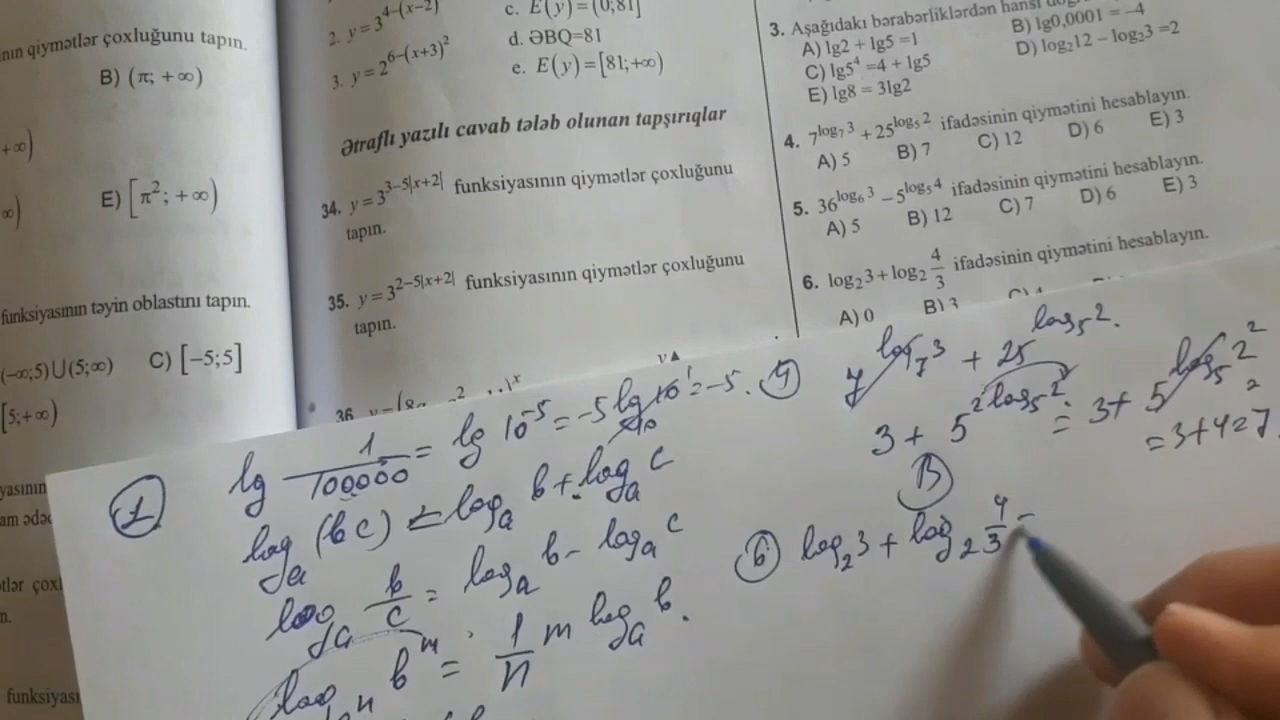 nın qiymətlər çoxluğunu tapın.
B) (π; +∞)
+∞)
E) [π²; +∞)
∞)
funksiyasının təyin oblastını tapın.
(-∞;5)∪(5;∞) C) [-5;5]
[5;+∞)
yasının
am ədəd
n.
funksiyası
2. y=3^{4-(x-2)}
3. y=2^{6-(x+3)^2}
c. E(y)=(0;81]
d. ƏBQ=81
e. E(y)=[81;+∞)
Ətraflı yazılı cavab tələb olunan tapşırıqlar
34. y=3^{3-5|x+2|} funksiyasının qiymətlər çoxluğunu
tapın.
35. y=3^{2-5|x+2|} funksiyasının qiymətlər çoxluğunu
tapın.
36
3. Aşağıdakı bərabərliklərdən hansı
A) lg2 + lg5 =1 B) lg0,0001 = -4
C) lg5⁴ =4 + lg5 D) log₂12 − log₂3 =2
E) lg8 = 3lg2
4. 7^{log₇3} + 25^{log₅2} ifadəsinin qiymətini hesablayın.
A) 5 B) 7 C) 12 D) 6 E) 3
5. 36^{log₆3} − 5^{log₅4} ifadəsinin qiymətini hesablayın.
A) 5 B) 12 C) 7 D) 6 E) 3
6. log₂3 + log₂ 4/3 ifadəsinin qiymətini hesablayın.
A) 0 B) 3
1 lg 1/100000 = lg 10⁻⁵ = -5 lg 10 = -5.
log_a (bc) = log_a b + log_a c
log_a b/c = log_a b - log_a c
b^m = 1/n m log_a b.
4 7^{log₇3} + 25^{log₅2}.
3 + 5^{2log₅2} = 3 + 5^{log₅2²}
=3+4=7.
B
6 log₂3 + log₂ 4/3 =